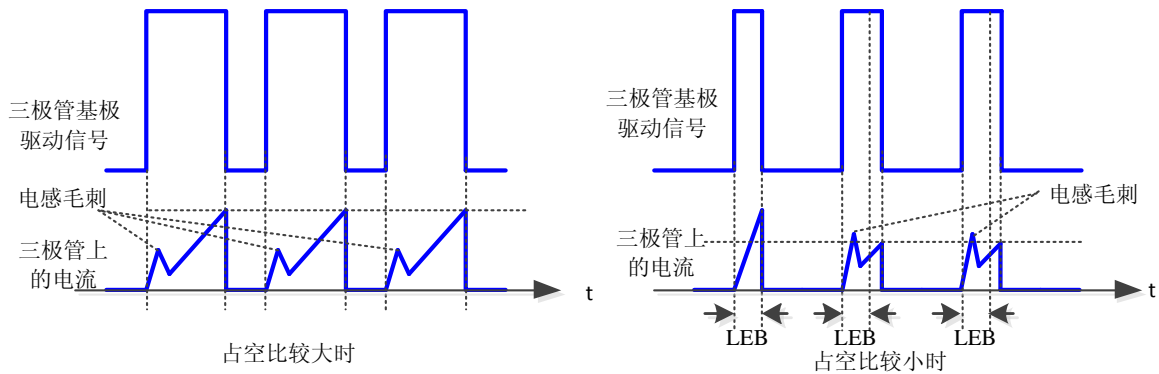 三极管基极
驱动信号
电感毛刺
三极管上
的电流
t
占空比较大时
三极管基极
驱动信号
电感毛刺
三极管上
的电流
t
LEB
LEB
LEB
占空比较小时